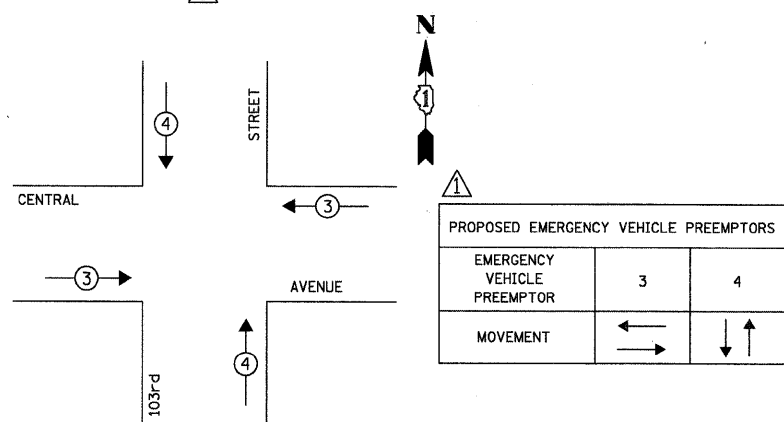 N
1
STREET
4
1
CENTRAL
3
PROPOSED EMERGENCY VEHICLE PREEMPTORS
EMERGENCY
VEHICLE
PREEMPTOR
3
4
3
AVENUE
MOVEMENT
4
103rd